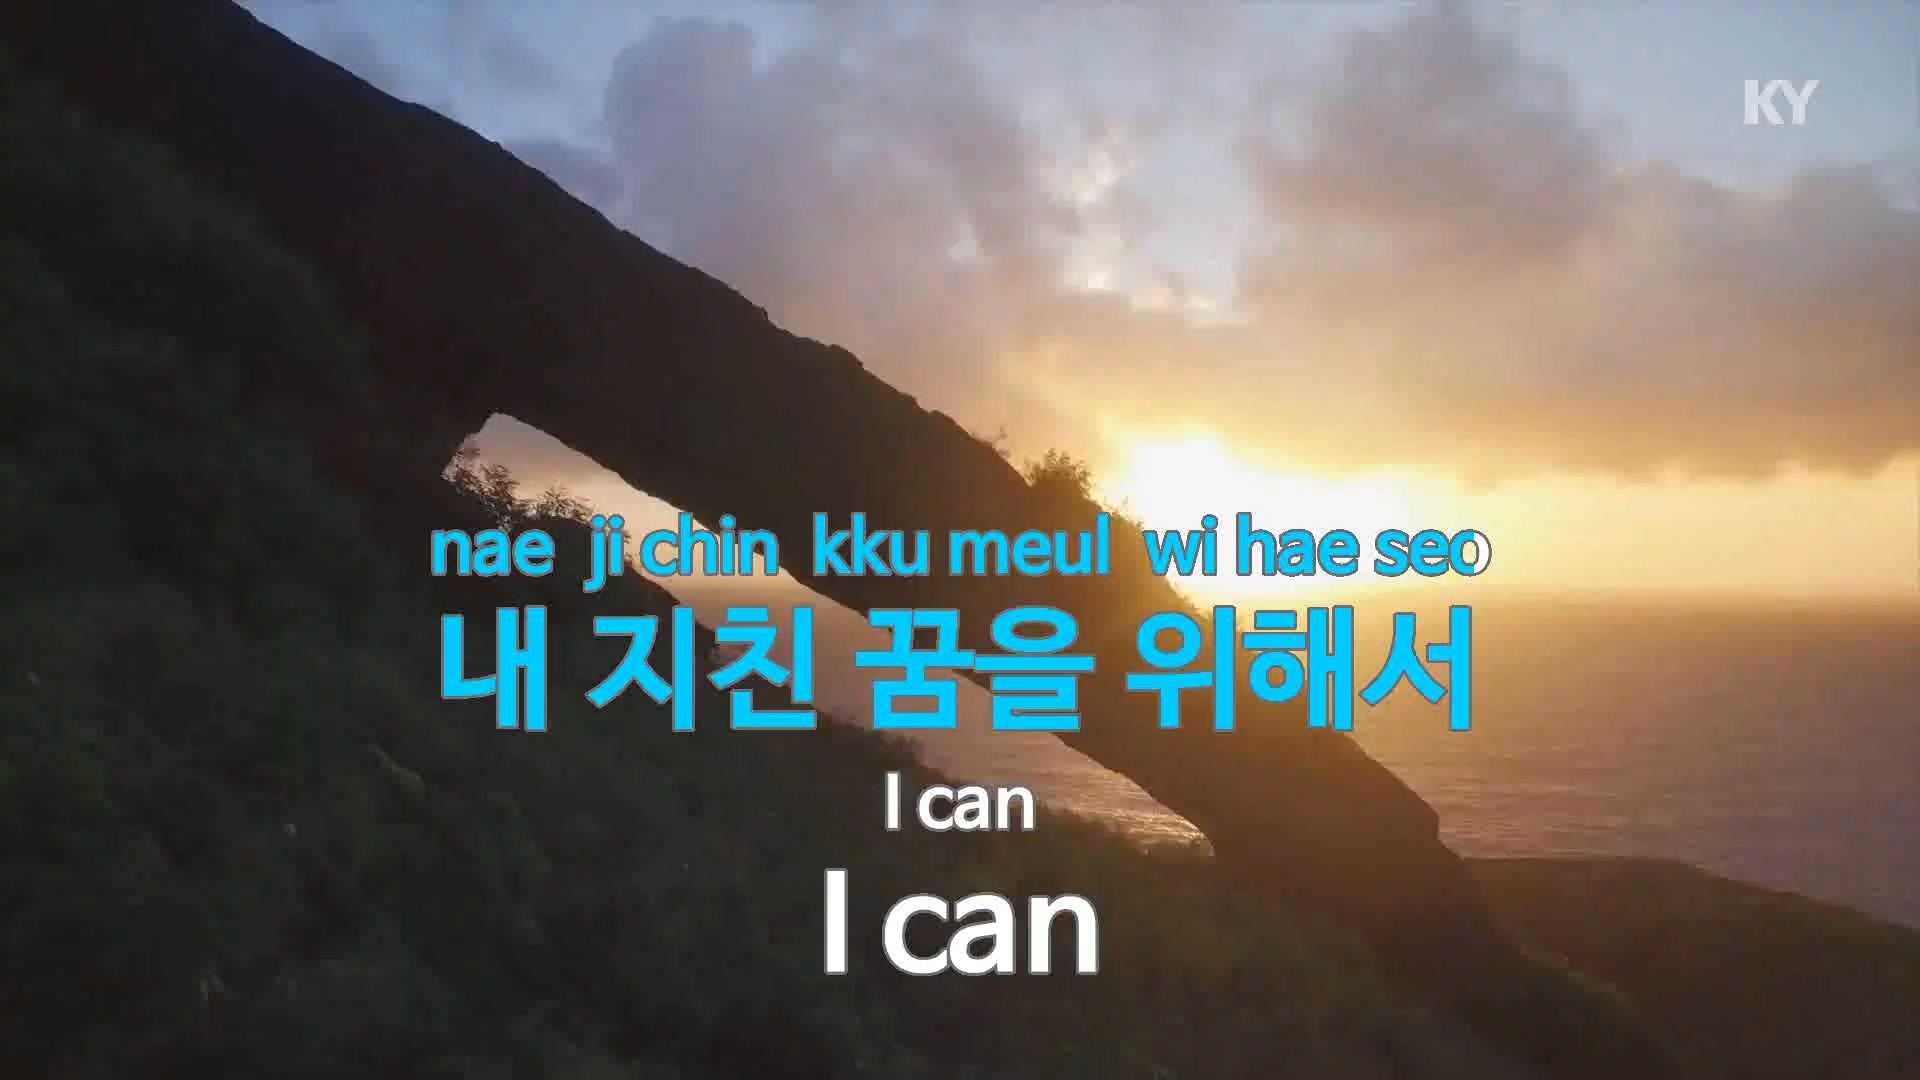 KY
nae ji chin kku meul wi hae seo
내 지친 꿈을 위해서
I can
I can